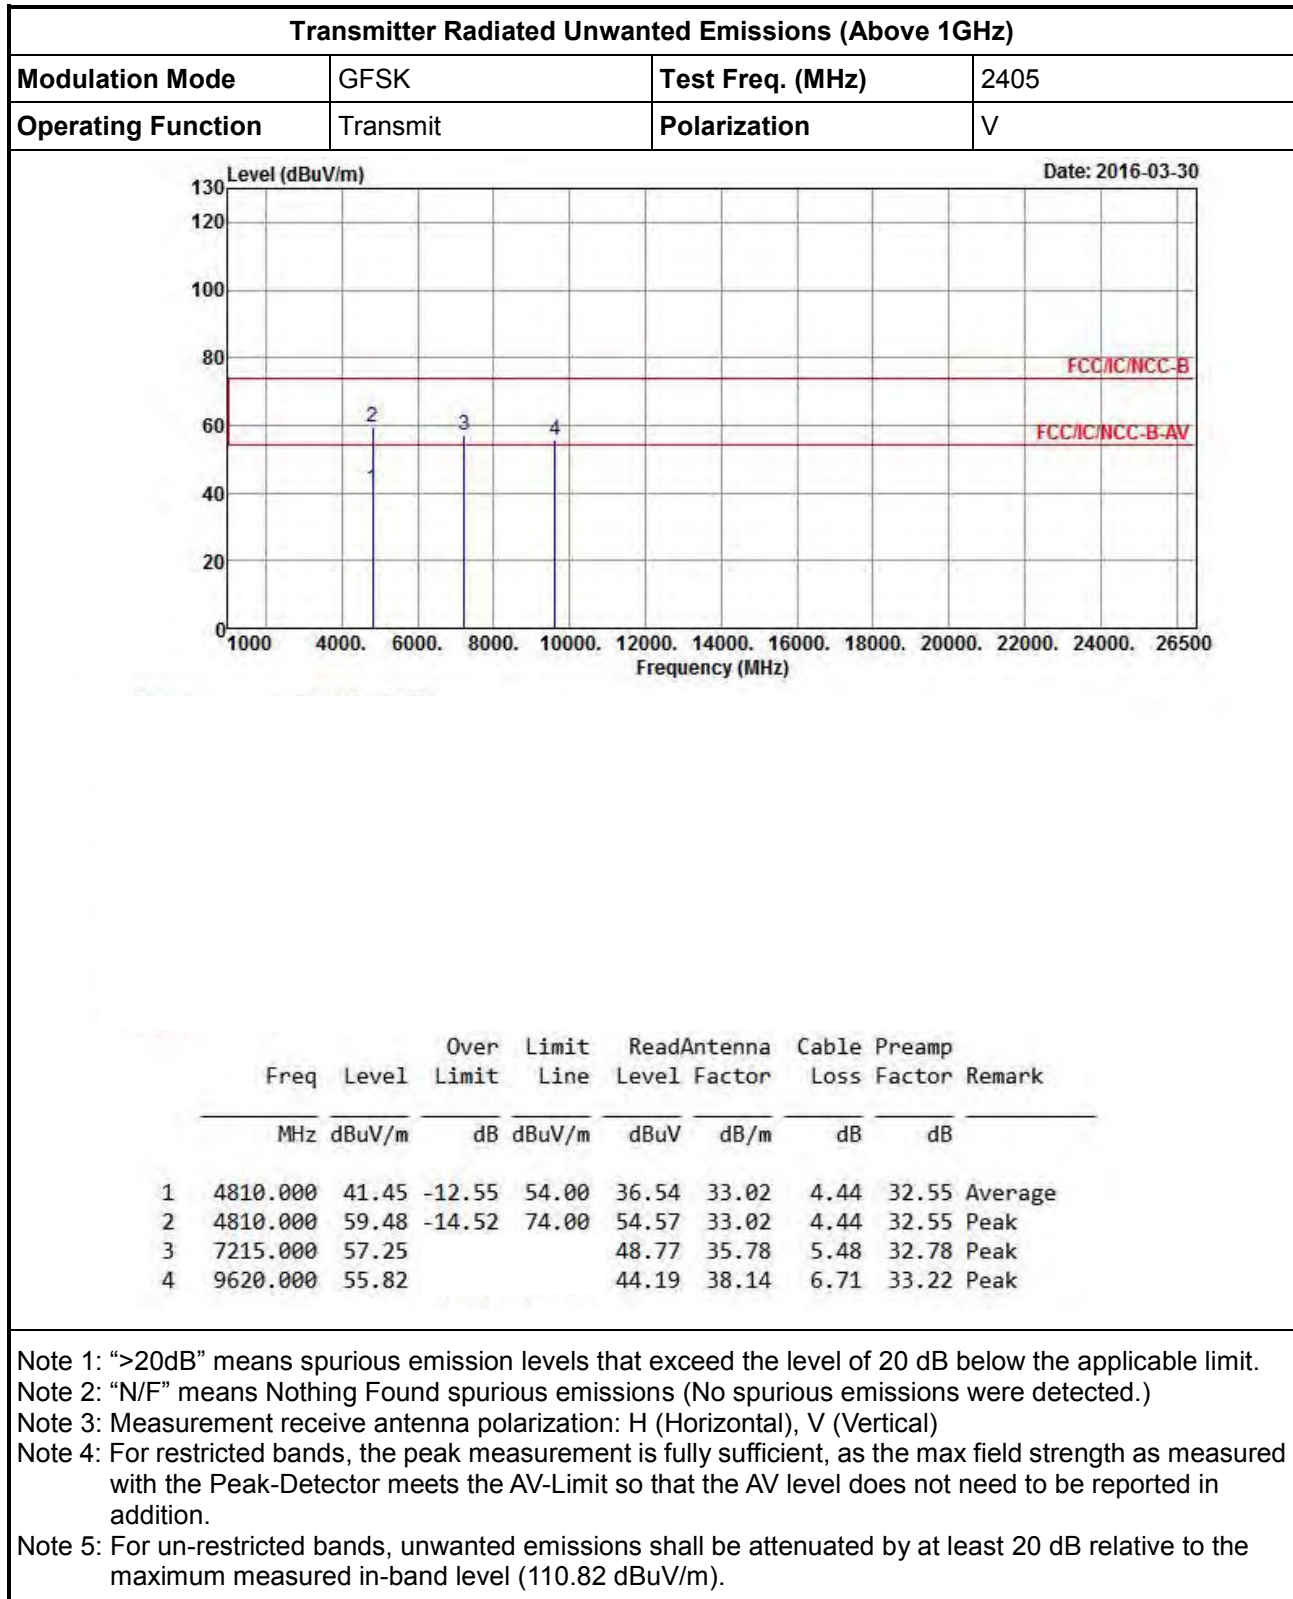 Transmitter Radiated Unwanted Emissions (Above 1GHz)
Modulation Mode GFSK Test Freq. (MHz) 2405
Operating Function Transmit Polarization V
Level (dBuV/m) Date: 2016-03-30
130
120
100
80
FCC/IC/NCC-B
60
2 3 4
FCC/IC/NCC-B-AV
1
40
20
0
1000 4000. 6000. 8000. 10000. 12000. 14000. 16000. 18000. 20000. 22000. 24000. 26500
Frequency (MHz)
Over Limit ReadAntenna Cable Preamp
Freq Level Limit Line Level Factor Loss Factor Remark
MHz dBuV/m dB dBuV/m dBuV dB/m dB dB
1 4810.000 41.45 -12.55 54.00 36.54 33.02 4.44 32.55 Average
2 4810.000 59.48 -14.52 74.00 54.57 33.02 4.44 32.55 Peak
3 7215.000 57.25 48.77 35.78 5.48 32.78 Peak
4 9620.000 55.82 44.19 38.14 6.71 33.22 Peak
Note 1: “>20dB” means spurious emission levels that exceed the level of 20 dB below the applicable limit.
Note 2: “N/F” means Nothing Found spurious emissions (No spurious emissions were detected.)
Note 3: Measurement receive antenna polarization: H (Horizontal), V (Vertical)
Note 4: For restricted bands, the peak measurement is fully sufficient, as the max field strength as measured
with the Peak-Detector meets the AV-Limit so that the AV level does not need to be reported in
addition.
Note 5: For un-restricted bands, unwanted emissions shall be attenuated by at least 20 dB relative to the
maximum measured in-band level (110.82 dBuV/m).